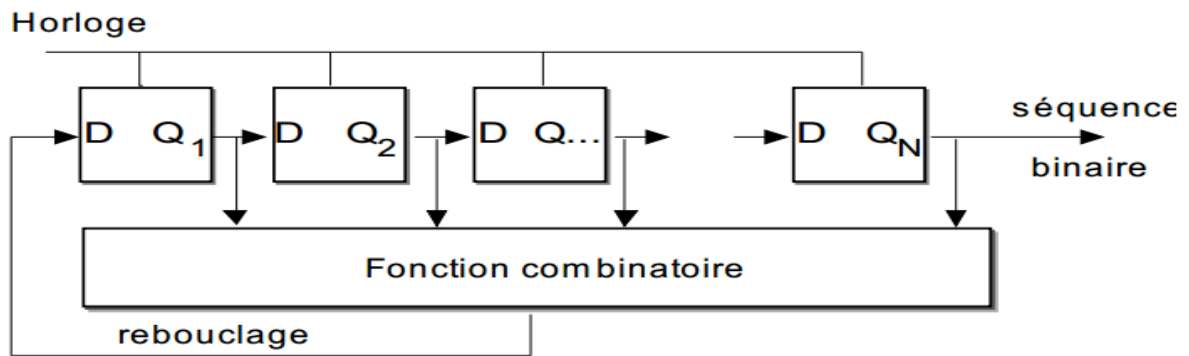 Horloge
D Q1 D Q2 D Q... D QN
séquence
binaire
Fonction combinatoire
rebouclage